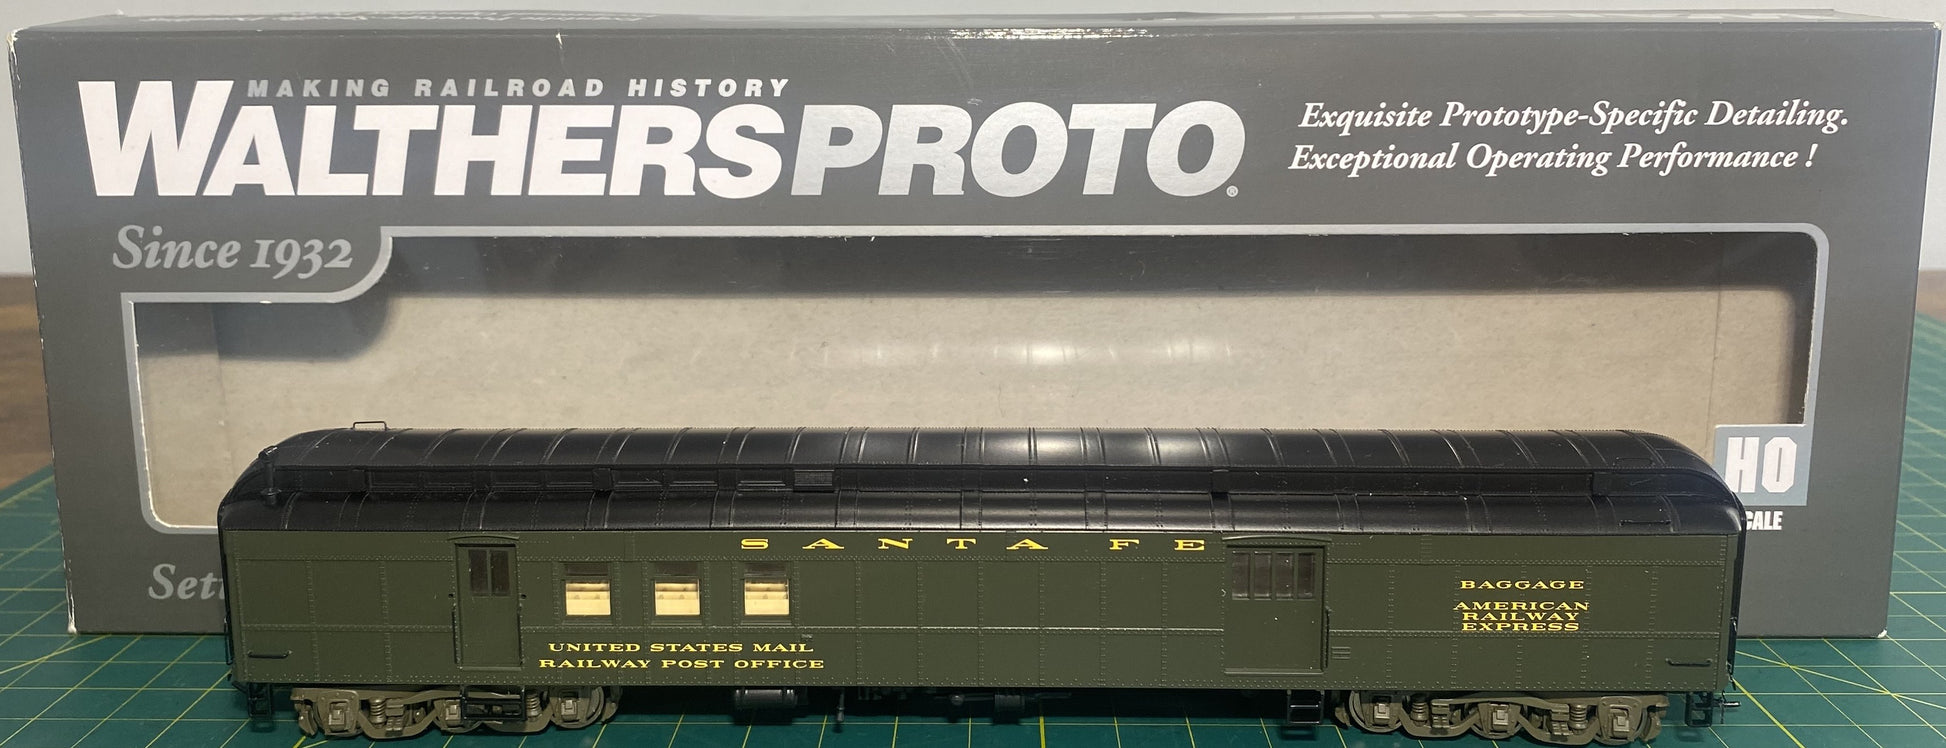 MAKING RAILROAD HISTORY
WALTHERSPROTO®
Exquisite Prototype-Specific Detailing.
Exceptional Operating Performance !
Since 1932
HO
SANTA FE
BAGGAGE
AMERICAN
RAILWAY
EXPRESS
UNITED STATES MAIL
RAILWAY POST OFFICE